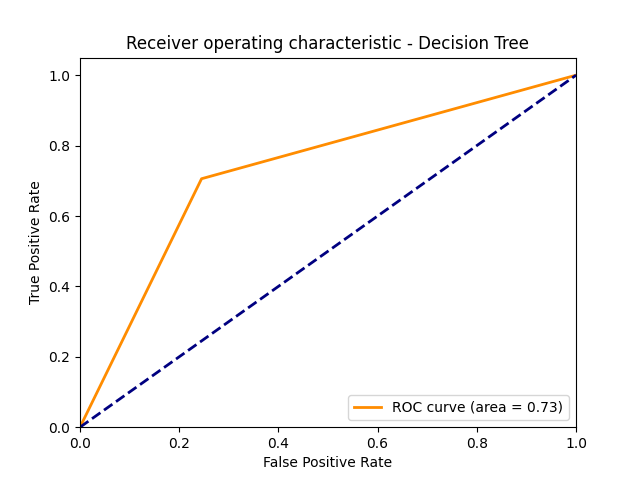 Receiver operating characteristic - Decision Tree
True Positive Rate
1.0
0.8
0.6
0.4
0.2
0.0
ROC curve (area = 0.73)
0.0 0.2 0.4 0.6 0.8 1.0
False Positive Rate